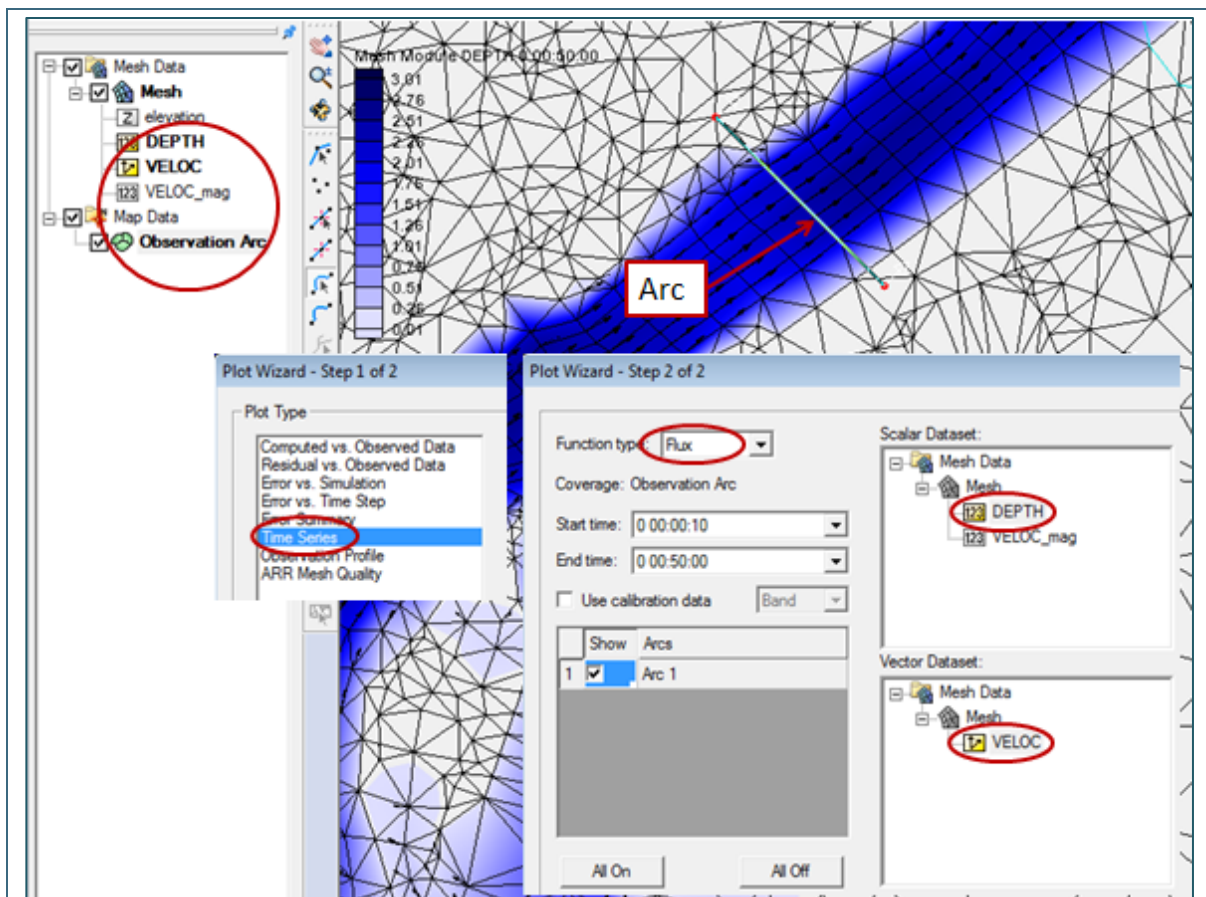 Mesh Data
Mesh
elevation
DEPTH
VELOC
123 VELOC_mag
Map Data
Observation Arc
Mesh Module DEPTH 0 00:50:00
3.01
2.76
2.51
2.26
2.01
1.76
1.51
1.26
1.01
0.76
0.51
0.26
0.01
Arc
Plot Wizard - Step 1 of 2
Plot Type
Computed vs. Observed Data
Residual vs. Observed Data
Error vs. Simulation
Error vs. Time Step
Error Summary
Time Series
Observation Profile
ARR Mesh Quality
Plot Wizard - Step 2 of 2
Function type: Flux
Coverage: Observation Arc
Start time: 0 00:00:10
End time: 0 00:50:00
Use calibration data Band
Show Arcs
1 Arc 1
All On All Off
Scalar Dataset:
Mesh Data
Mesh
123 DEPTH
123 VELOC_mag
Vector Dataset:
Mesh Data
Mesh
VELOC